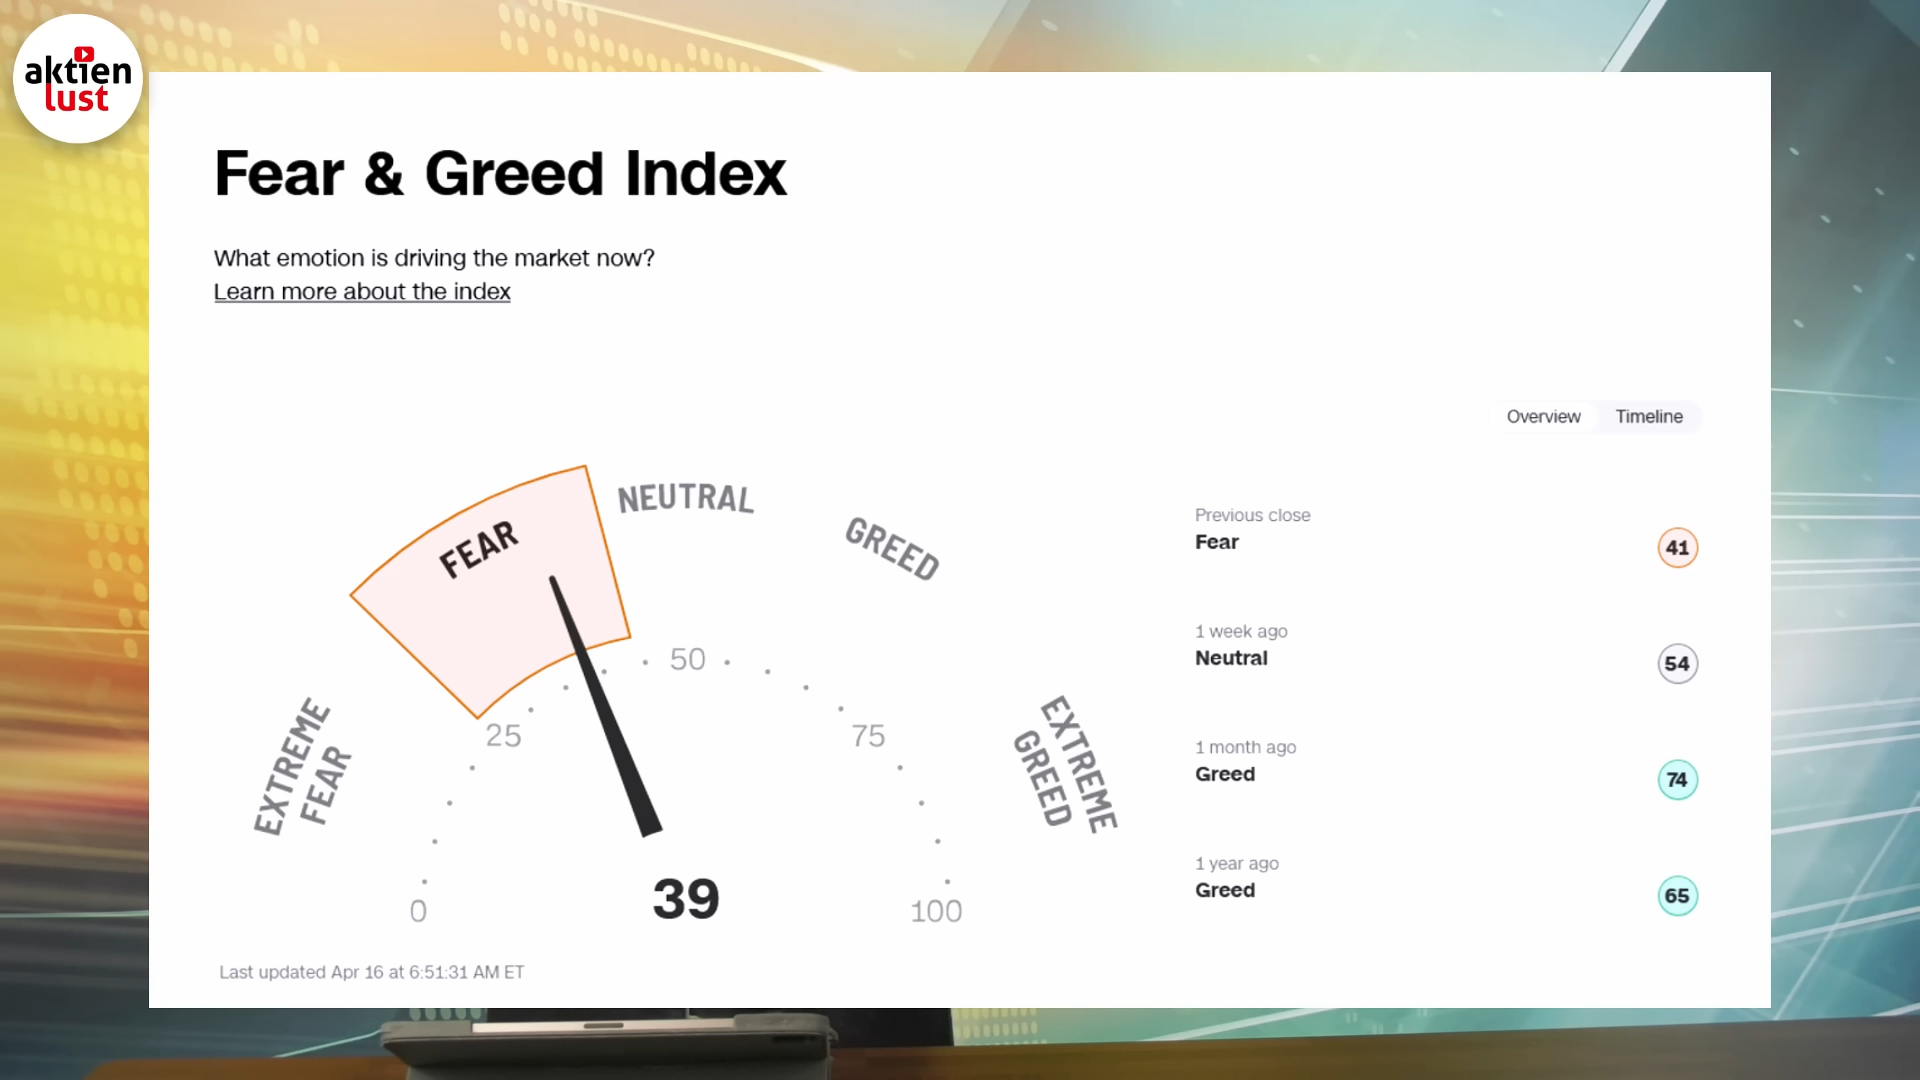 aktien
lust
Fear & Greed Index
What emotion is driving the market now?
Learn more about the index
Overview
Timeline
EXTREME
FEAR
FEAR
NEUTRAL
GREED
EXTREME
GREED
0
25
50
75
100
39
Previous close
Fear
41
1 week ago
Neutral
54
1 month ago
Greed
74
1 year ago
Greed
65
Last updated Apr 16 at 6:51:31 AM ET